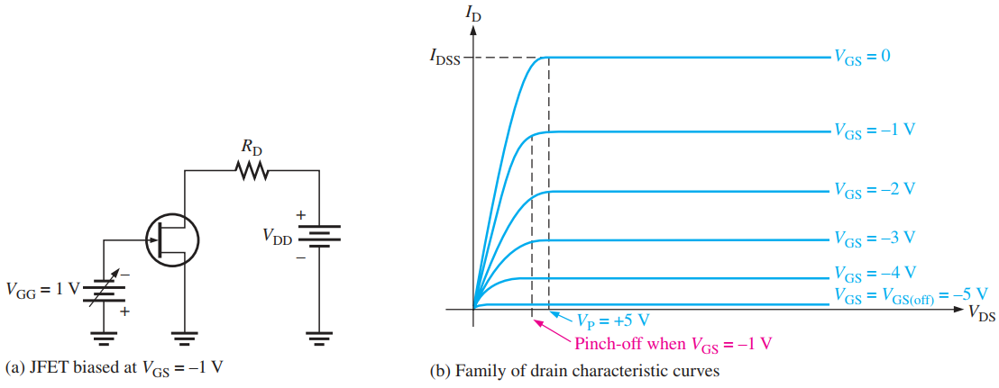 R_D
V_DD
+
−
V_GG = 1 V
−
+
(a) JFET biased at V_GS = –1 V
I_D
I_DSS
V_GS = 0
V_GS = –1 V
V_GS = –2 V
V_GS = –3 V
V_GS = –4 V
V_GS = V_GS(off) = –5 V
V_DS
V_P = +5 V
Pinch-off when V_GS = –1 V
(b) Family of drain characteristic curves